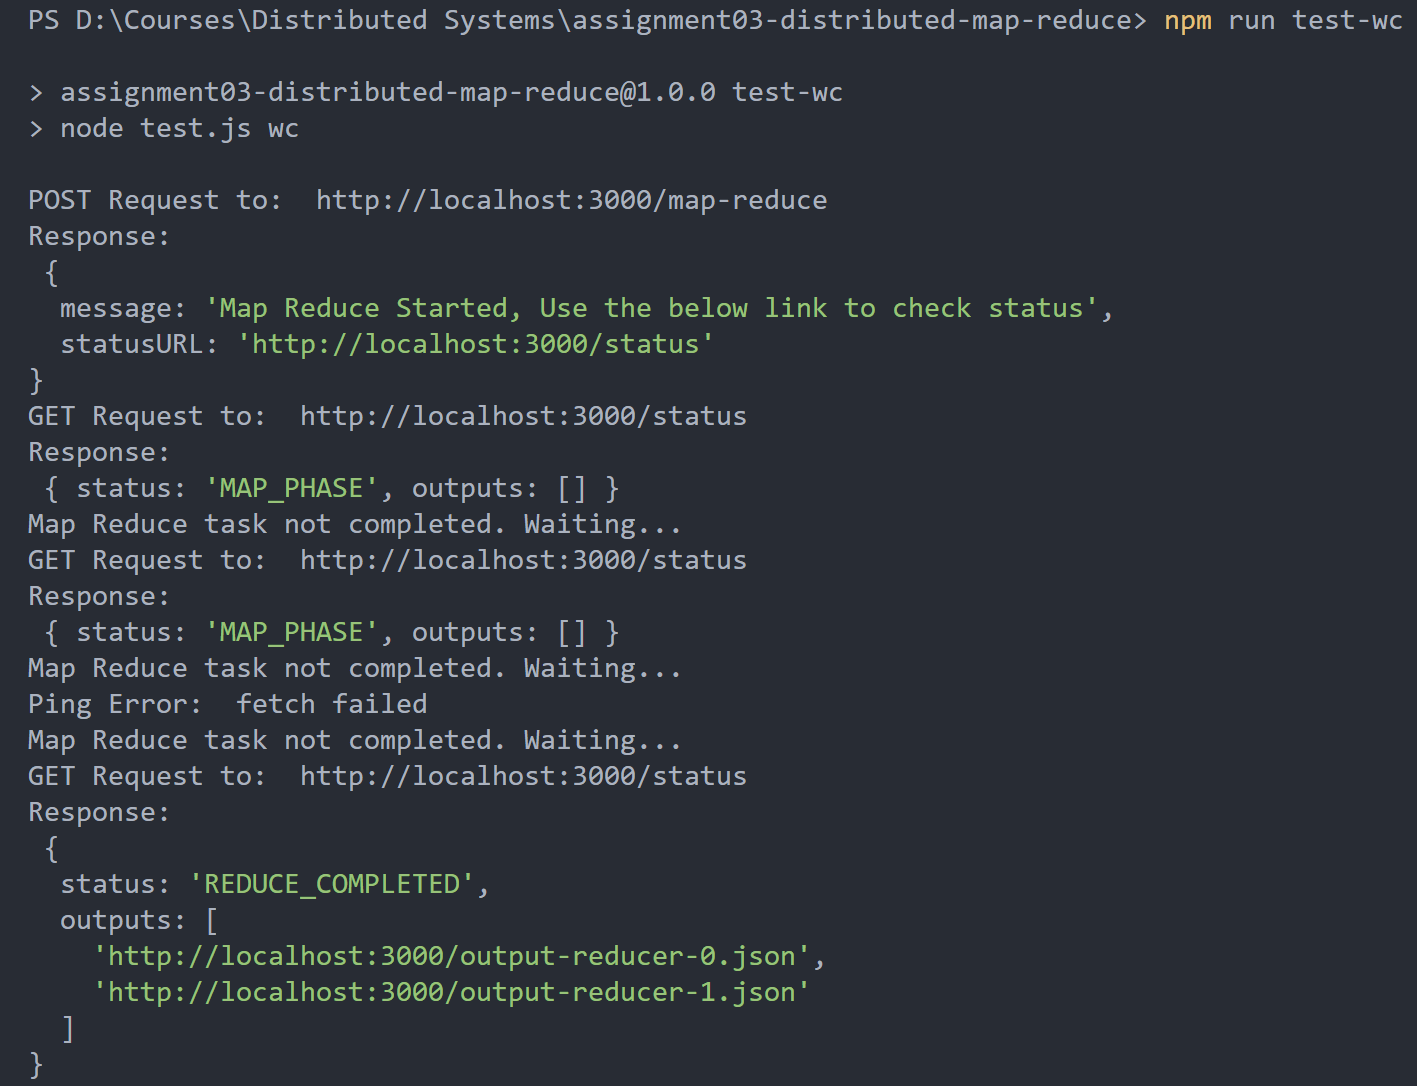 PS D:\Courses\Distributed Systems\assignment03-distributed-map-reduce> npm run test-wc
> assignment03-distributed-map-reduce@1.0.0 test-wc
> node test.js wc
POST Request to:  http://localhost:3000/map-reduce
Response:
 {
  message: 'Map Reduce Started, Use the below link to check status',
  statusURL: 'http://localhost:3000/status'
}
GET Request to:  http://localhost:3000/status
Response:
 { status: 'MAP_PHASE', outputs: [] }
Map Reduce task not completed. Waiting...
GET Request to:  http://localhost:3000/status
Response:
 { status: 'MAP_PHASE', outputs: [] }
Map Reduce task not completed. Waiting...
Ping Error:  fetch failed
Map Reduce task not completed. Waiting...
GET Request to:  http://localhost:3000/status
Response:
 {
  status: 'REDUCE_COMPLETED',
  outputs: [
    'http://localhost:3000/output-reducer-0.json',
    'http://localhost:3000/output-reducer-1.json'
  ]
}